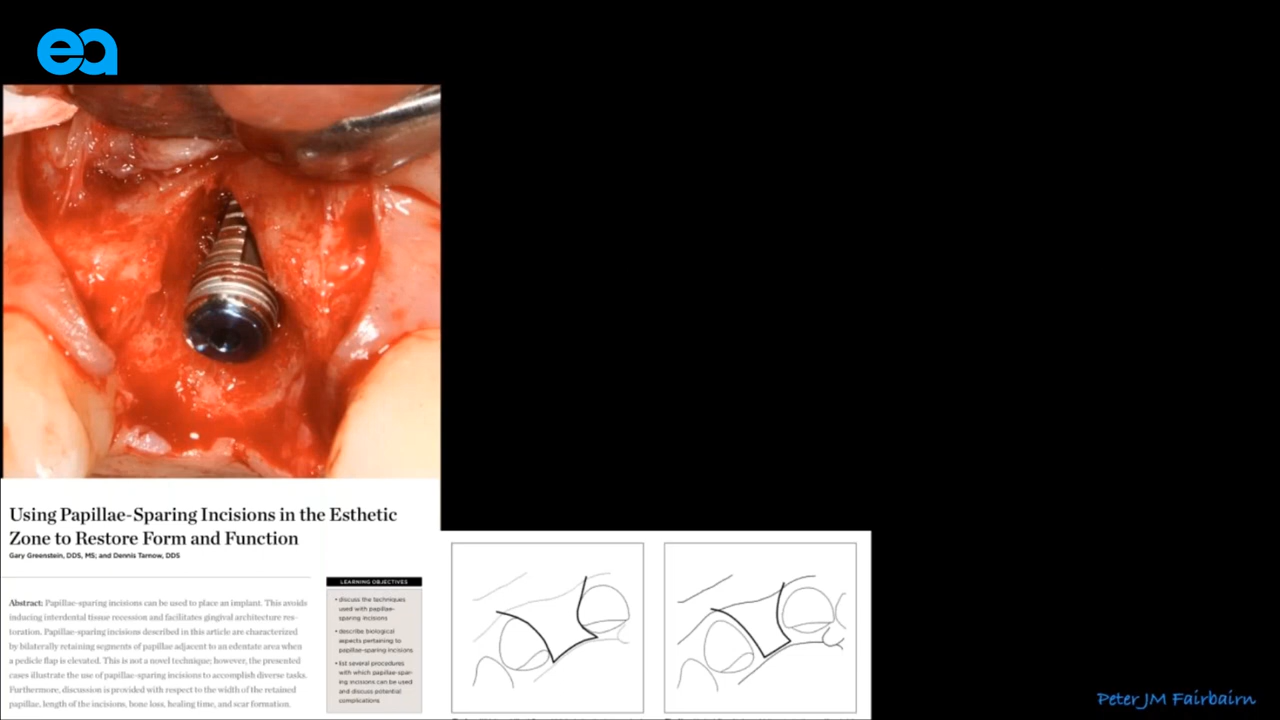 ea
Using Papillae-Sparing Incisions in the Esthetic
Zone to Restore Form and Function
Gary Greenstein, DDS, MS; and Dennis Tarnow, DDS
Abstract: Papillae-sparing incisions can be used to place an implant. This avoids
inducing interdental tissue recession and facilitates gingival architecture res-
toration. Papillae-sparing incisions described in this article are characterized
by bilaterally retaining segments of papillae adjacent to an edentate area when
a pedicle flap is elevated. This is not a novel technique; however, the presented
cases illustrate the use of papillae-sparing incisions to accomplish diverse tasks.
Furthermore, discussion is provided with respect to the width of the retained
papillae, length of the incisions, bone loss, healing time, and scar formation.
LEARNING OBJECTIVES
• discuss the techniques
used with papillae-
sparing incisions
• describe biological
aspects pertaining to
papillae-sparing incisions
• list several procedures
with which papillae-spar-
ing incisions can be used
and discuss potential
complications
Peter JM Fairbairn